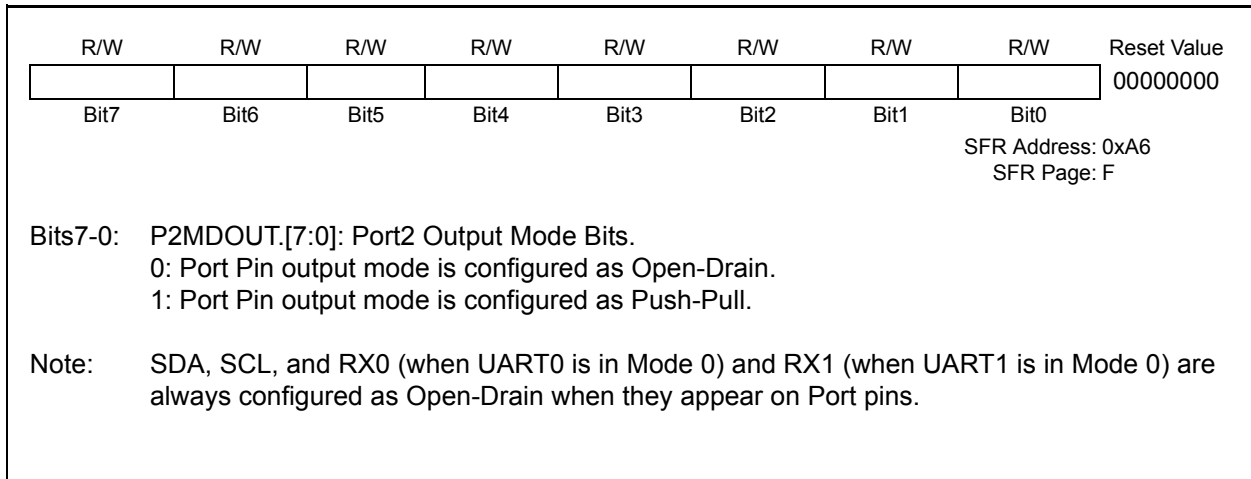 R/W R/W R/W R/W R/W R/W R/W R/W Reset Value
00000000
Bit7 Bit6 Bit5 Bit4 Bit3 Bit2 Bit1 Bit0
SFR Address: 0xA6
SFR Page: F
Bits7-0: P2MDOUT.[7:0]: Port2 Output Mode Bits.
0: Port Pin output mode is configured as Open-Drain.
1: Port Pin output mode is configured as Push-Pull.
Note: SDA, SCL, and RX0 (when UART0 is in Mode 0) and RX1 (when UART1 is in Mode 0) are
always configured as Open-Drain when they appear on Port pins.